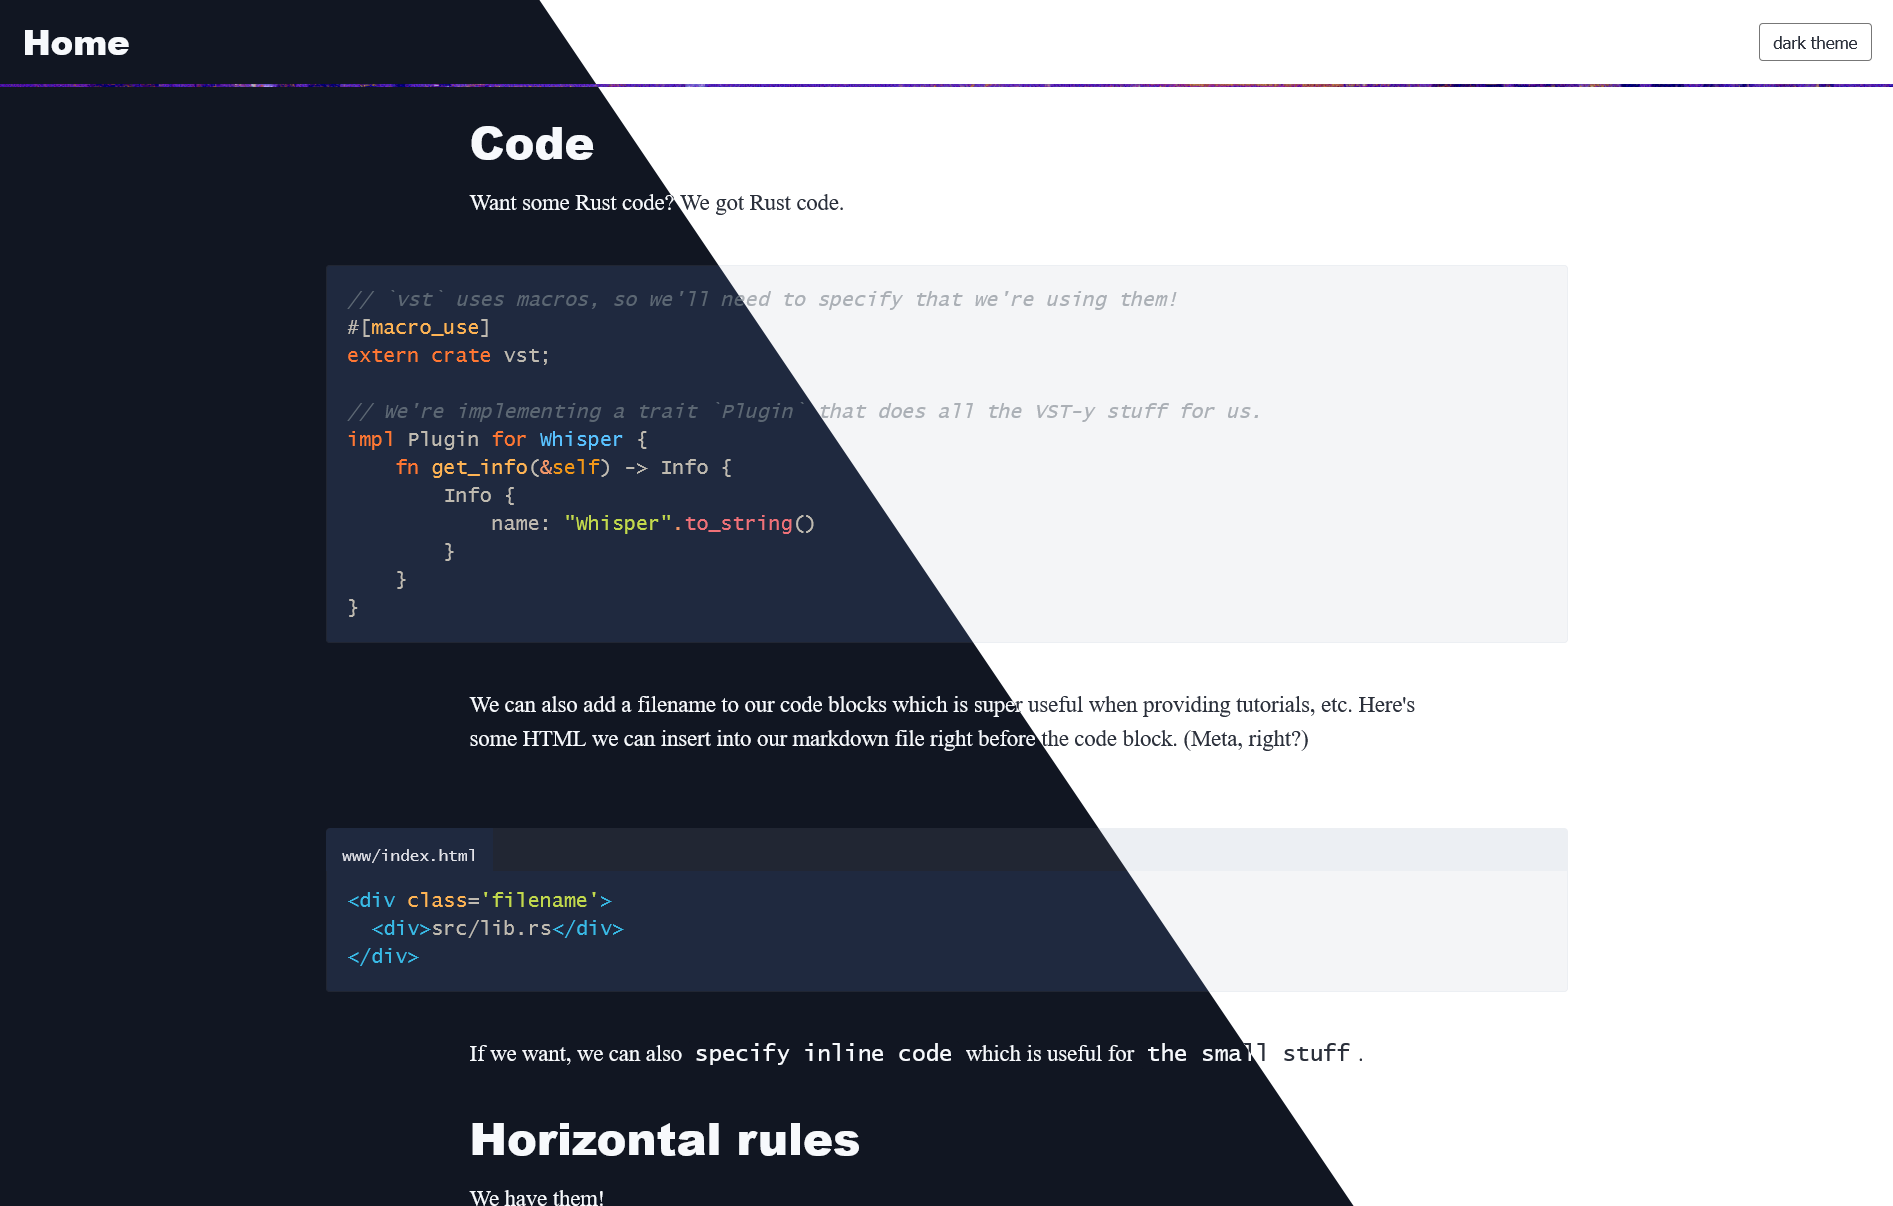 Home
dark theme
Code
Want some Rust code? We got Rust code.
// `vst` uses macros, so we'll need to specify that we're using them!
#[macro_use]
extern crate vst;
// We're implementing a trait `Plugin` that does all the VST-y stuff for us.
impl Plugin for Whisper {
    fn get_info(&self) -> Info {
        Info {
            name: "Whisper".to_string()
        }
    }
}
We can also add a filename to our code blocks which is super useful when providing tutorials, etc. Here's
some HTML we can insert into our markdown file right before the code block. (Meta, right?)
www/index.html
<div class='filename'>
  <div>src/lib.rs</div>
</div>
If we want, we can also specify inline code which is useful for the small stuff.
Horizontal rules
We have them!